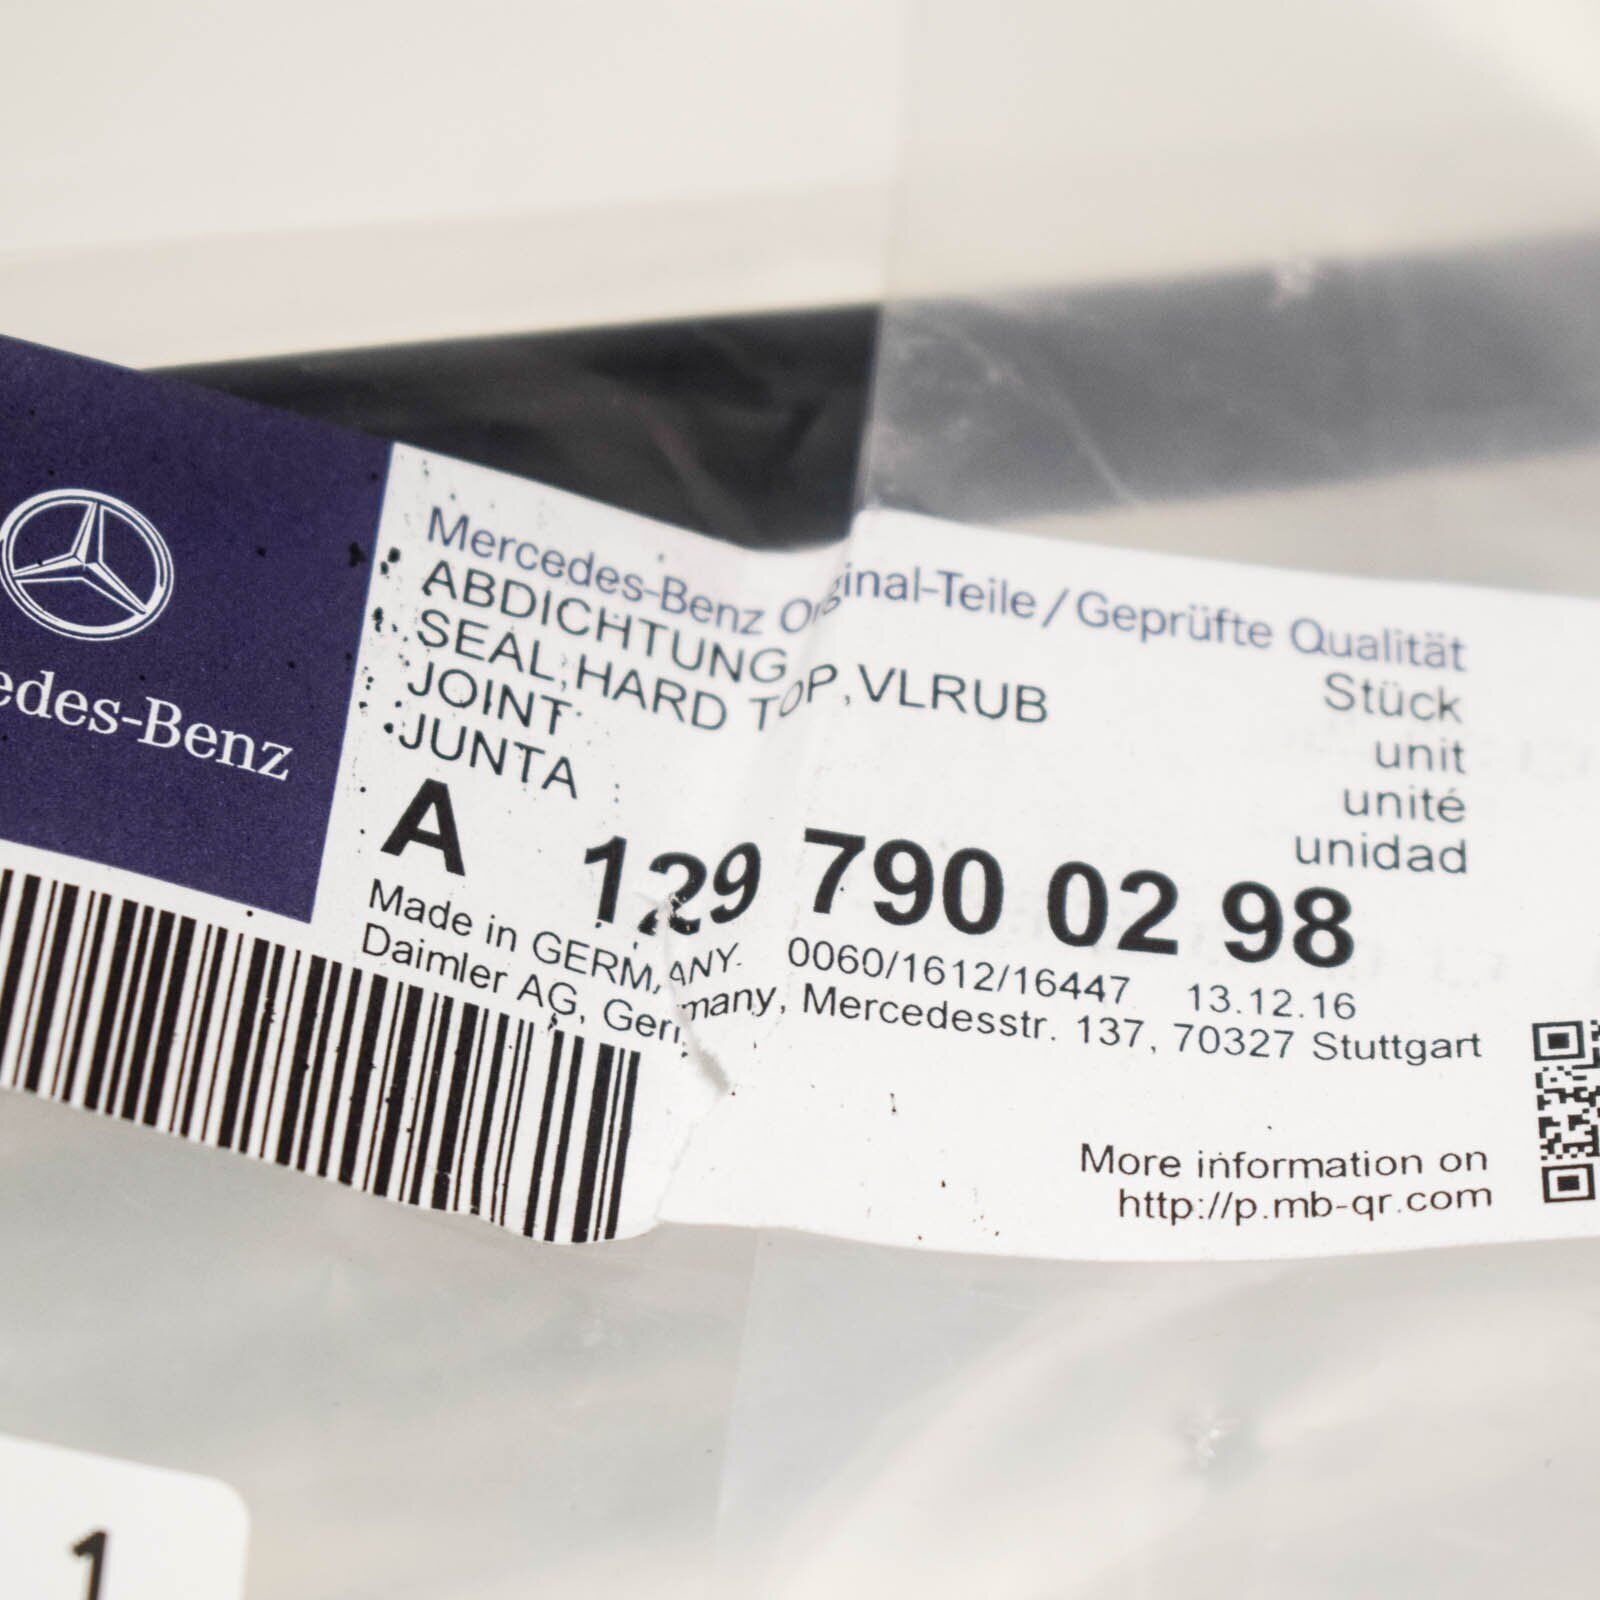 edes-Benz
Mercedes-Benz Original-Teile/Geprüfte Qualität
ABDICHTUNG
Stück
SEAL,HARD TOP,VLRUB
unit
JOINT
unité
JUNTA
unidad
A 129 790 02 98
Made in GERMANY. 0060/1612/16447 13.12.16
Daimler AG, Germany, Mercedesstr. 137, 70327 Stuttgart
More information on
http://p.mb-qr.com
1